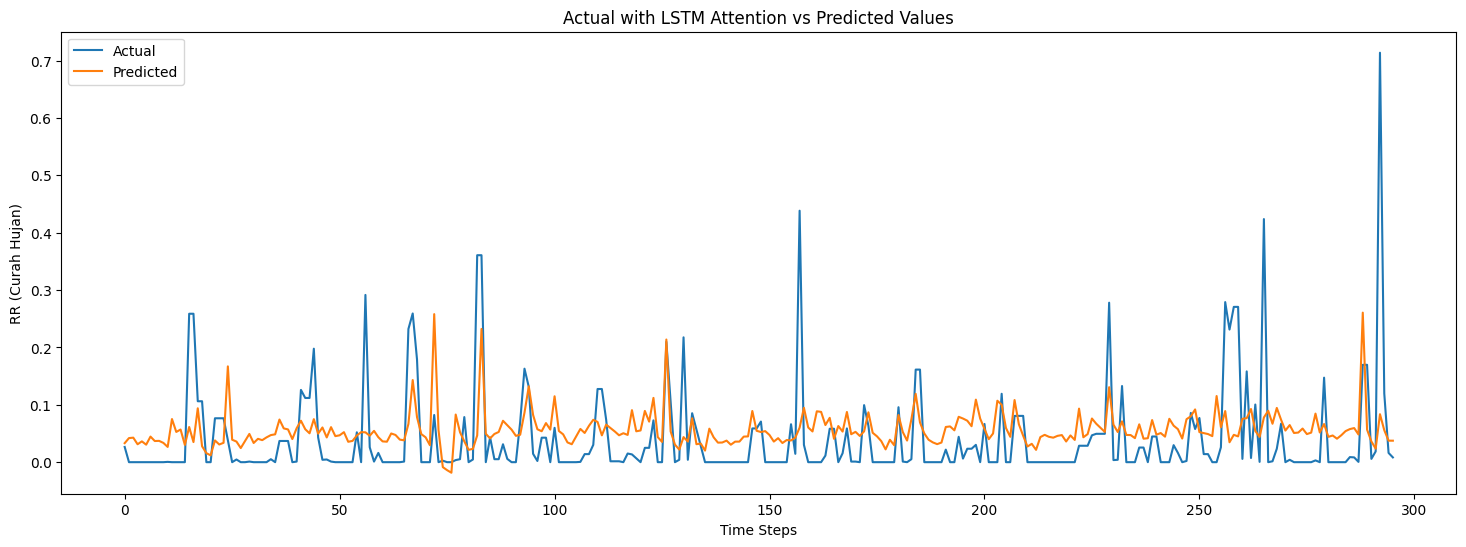 Actual with LSTM Attention vs Predicted Values
Actual
Predicted
RR (Curah Hujan)
0.7
0.6
0.5
0.4
0.3
0.2
0.1
0.0
0 50 100 150 200 250 300
Time Steps